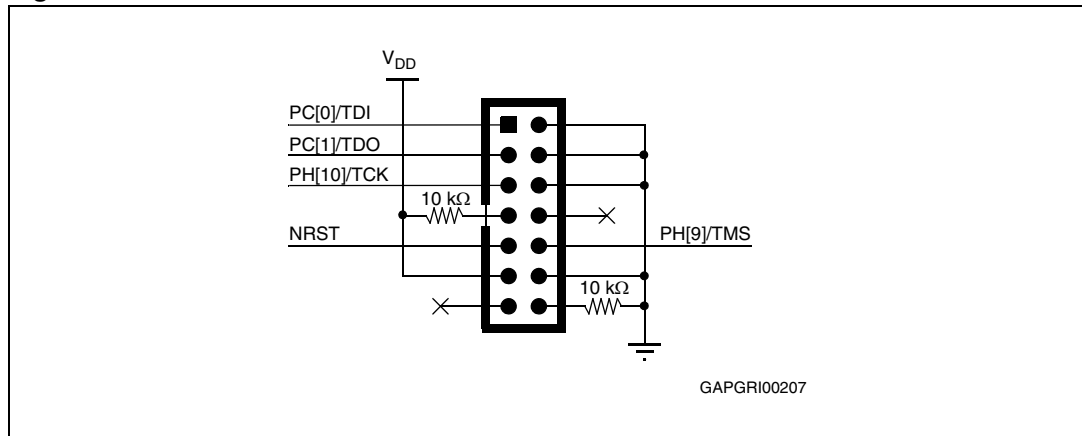 V_DD
PC[0]/TDI
PC[1]/TDO
PH[10]/TCK
10 kΩ
NRST
PH[9]/TMS
10 kΩ
GAPGRI00207